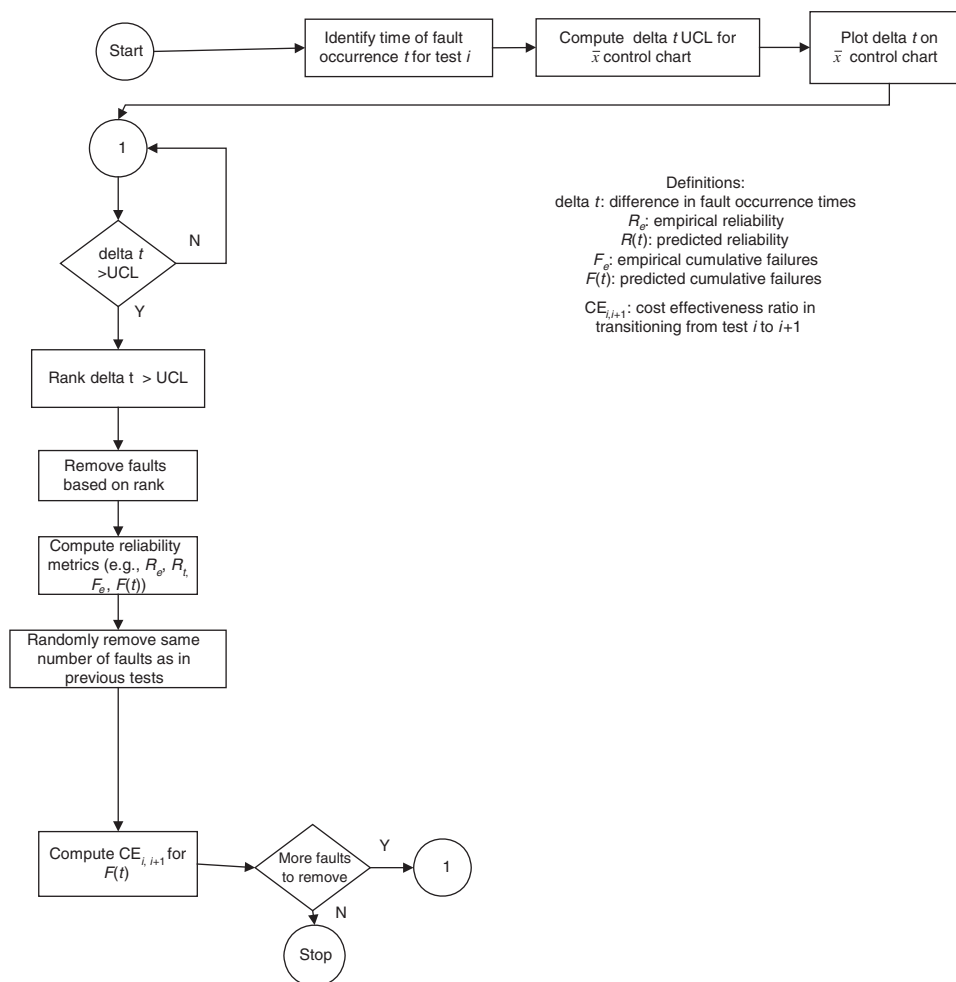 Start
Identify time of fault
occurrence t for test i
Compute delta t UCL for
x̅ control chart
Plot delta t on
x̅ control chart
1
delta t
>UCL
N
Y
Definitions:
delta t: difference in fault occurrence times
Rₑ: empirical reliability
R(t): predicted reliability
Fₑ: empirical cumulative failures
F(t): predicted cumulative failures
CEᵢ,ᵢ₊₁: cost effectiveness ratio in
transitioning from test i to i+1
Rank delta t > UCL
Remove faults
based on rank
Compute reliability
metrics (e.g., Rₑ, Rₜ,
Fₑ, F(t))
Randomly remove same
number of faults as in
previous tests
Compute CEᵢ, ᵢ₊₁ for
F(t)
More faults
to remove
Y
1
N
Stop